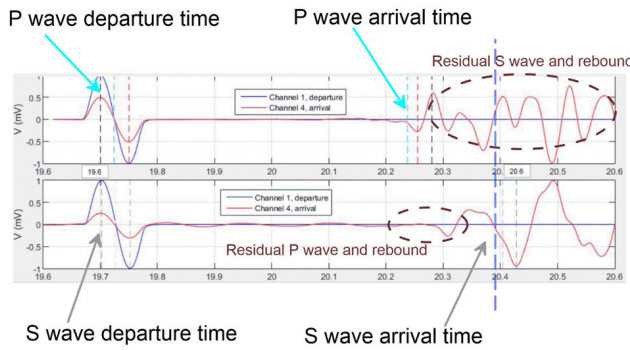 P wave departure time
P wave arrival time
Residual S wave and rebound
V (mV)
1
0.5
0
-0.5
-1
Channel 1, departure
Channel 4, arrival
19.6 19.7 19.8 19.9 20 20.1 20.2 20.3 20.4 20.5 20.6
19.6
20.6
V (mV)
1
0.5
0
-0.5
-1
Channel 1, departure
Channel 4, arrival
Residual P wave and rebound
19.6 19.7 19.8 19.9 20 20.1 20.2 20.3 20.4 20.5 20.6
S wave departure time
S wave arrival time